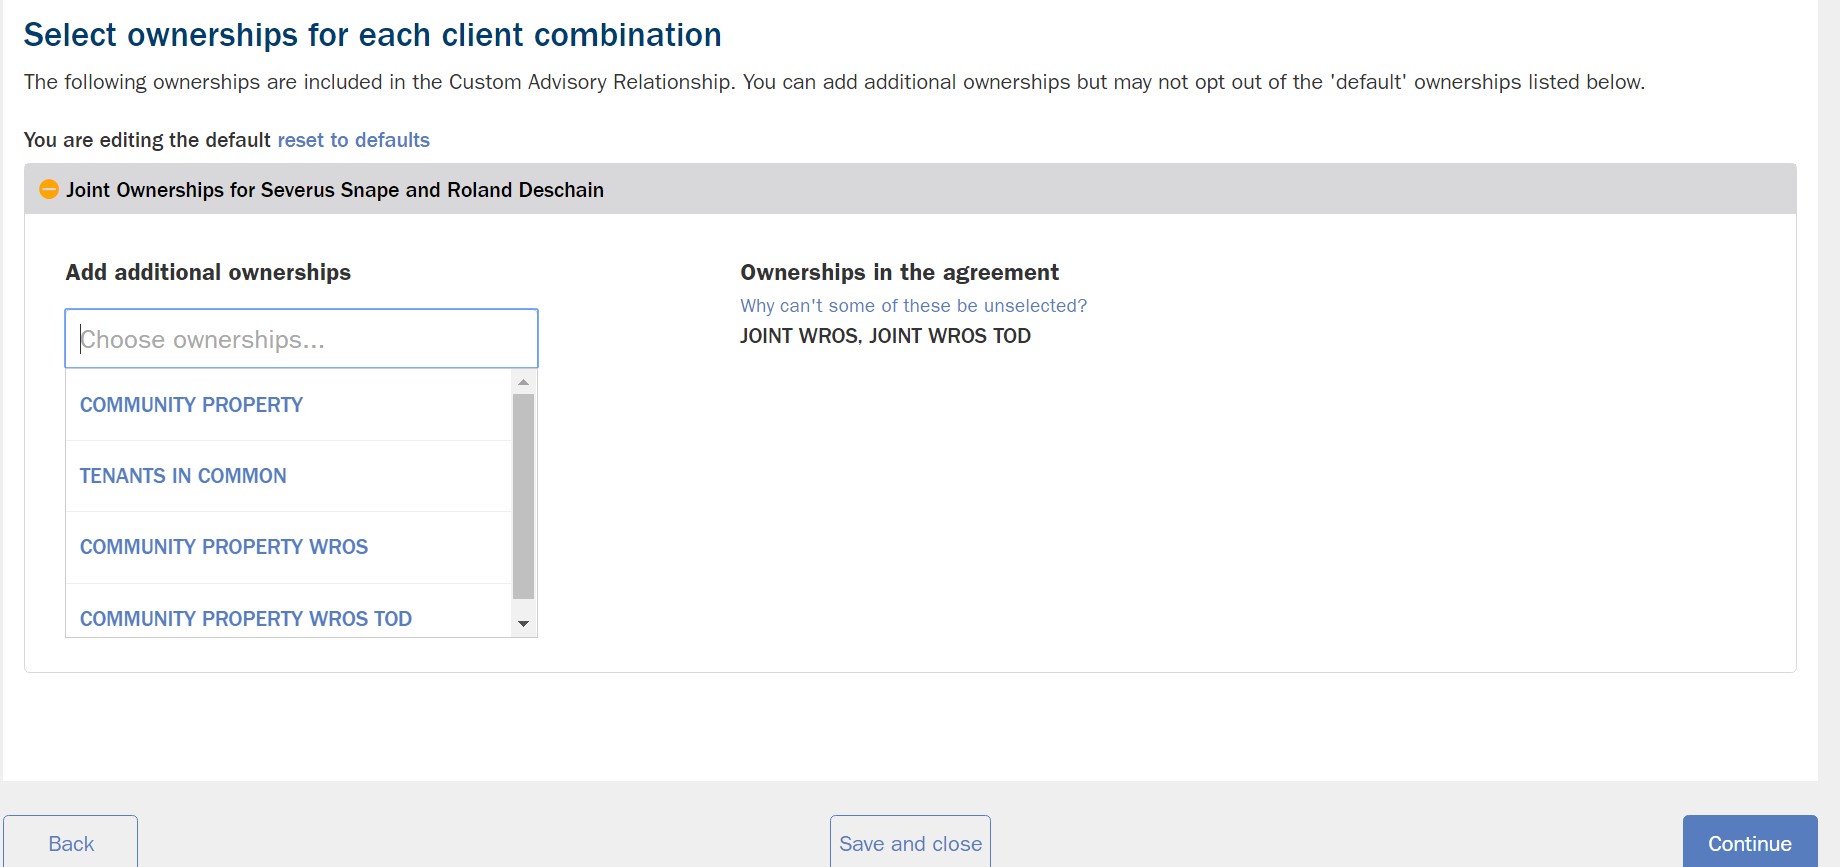 Select ownerships for each client combination
The following ownerships are included in the Custom Advisory Relationship. You can add additional ownerships but may not opt out of the 'default' ownerships listed below.
You are editing the default reset to defaults
Joint Ownerships for Severus Snape and Roland Deschain
Add additional ownerships
Choose ownerships...
COMMUNITY PROPERTY
TENANTS IN COMMON
COMMUNITY PROPERTY WROS
COMMUNITY PROPERTY WROS TOD
Ownerships in the agreement
Why can't some of these be unselected?
JOINT WROS, JOINT WROS TOD
Back
Save and close
Continue